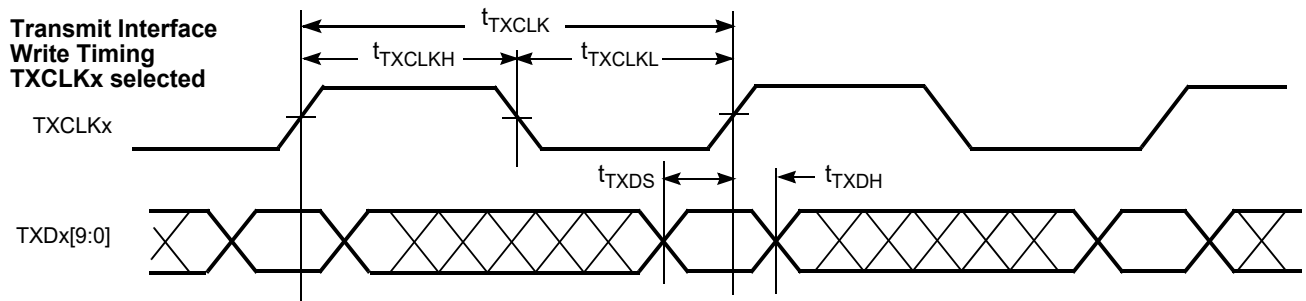 Transmit Interface
Write Timing
TXCLKx selected
tTXCLK
tTXCLKH
tTXCLKL
TXCLKx
tTXDS
tTXDH
TXDx[9:0]